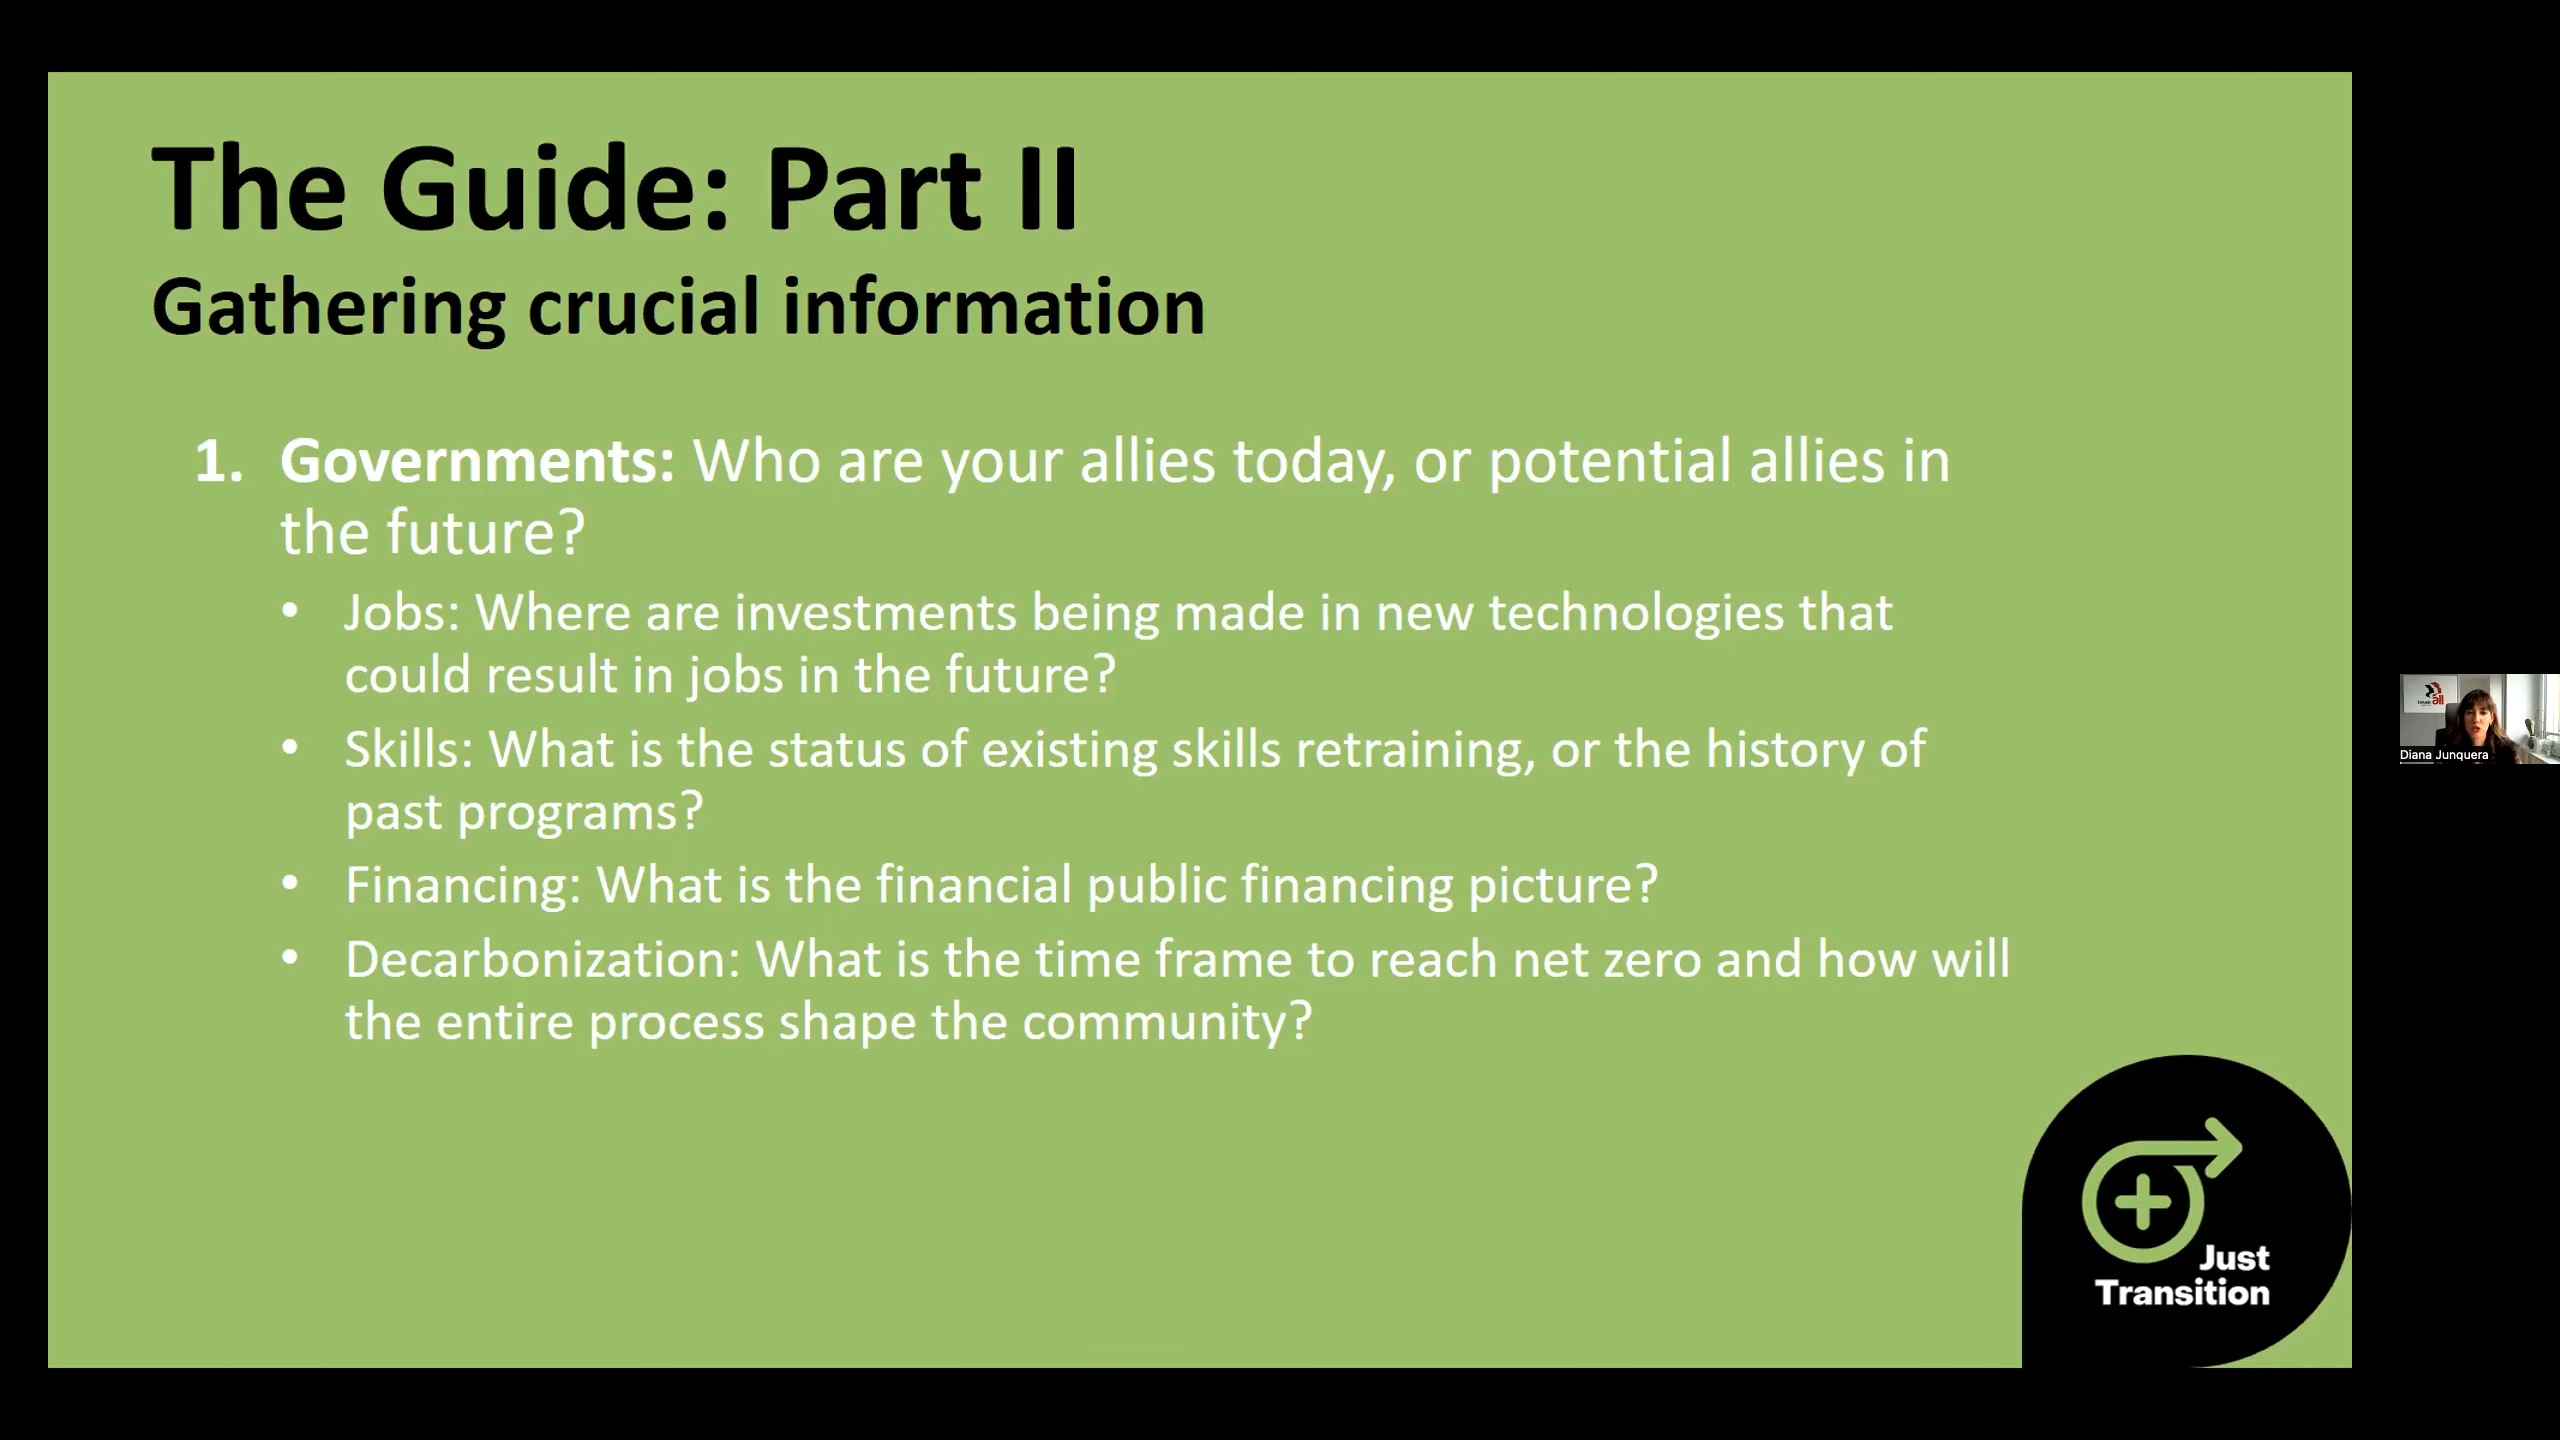 The Guide: Part II
Gathering crucial information
1. Governments: Who are your allies today, or potential allies in
the future?
• Jobs: Where are investments being made in new technologies that
could result in jobs in the future?
• Skills: What is the status of existing skills retraining, or the history of
past programs?
• Financing: What is the financial public financing picture?
• Decarbonization: What is the time frame to reach net zero and how will
the entire process shape the community?
Just
Transition
all
Diana Junquera